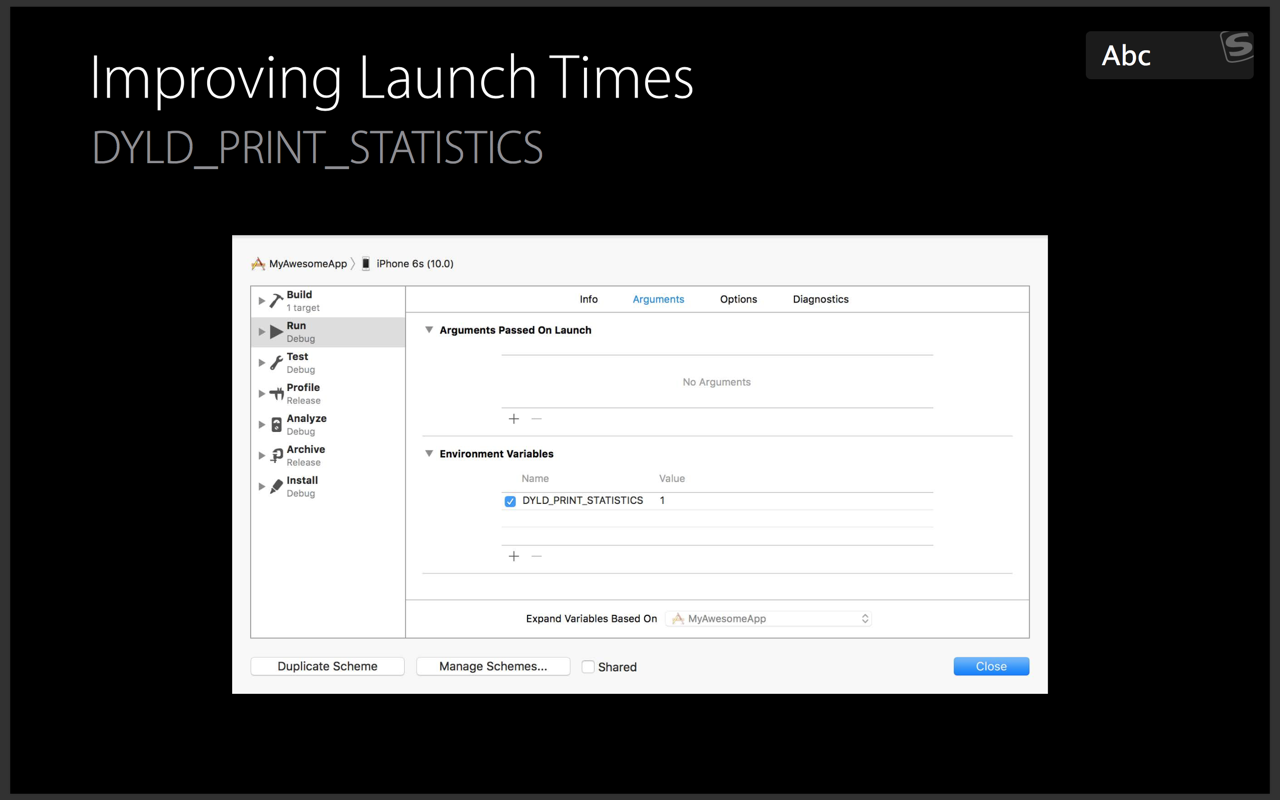 Improving Launch Times
Abc
DYLD_PRINT_STATISTICS
MyAwesomeApp iPhone 6s (10.0)
Build
1 target
Run
Debug
Test
Debug
Profile
Release
Analyze
Debug
Archive
Release
Install
Debug
Info Arguments Options Diagnostics
Arguments Passed On Launch
No Arguments
Environment Variables
Name Value
DYLD_PRINT_STATISTICS 1
Expand Variables Based On MyAwesomeApp
Duplicate Scheme Manage Schemes... Shared Close